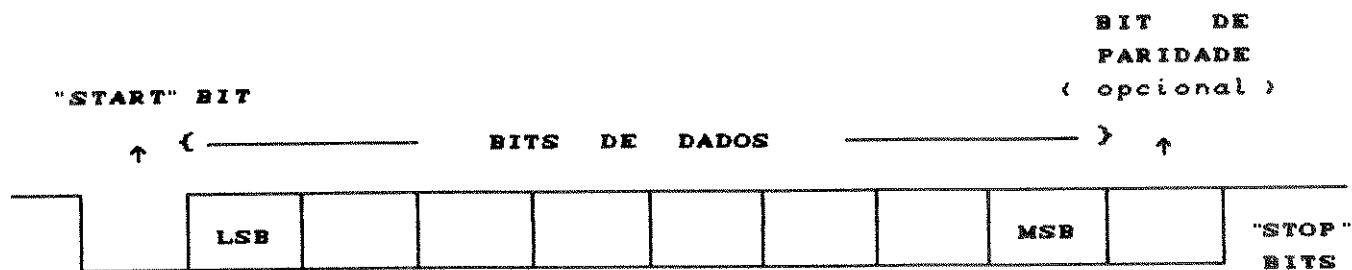 BIT DE
PARIDADE
( opcional )
"START" BIT
{ BITS DE DADOS }
LSB
MSB
"STOP"
BITS